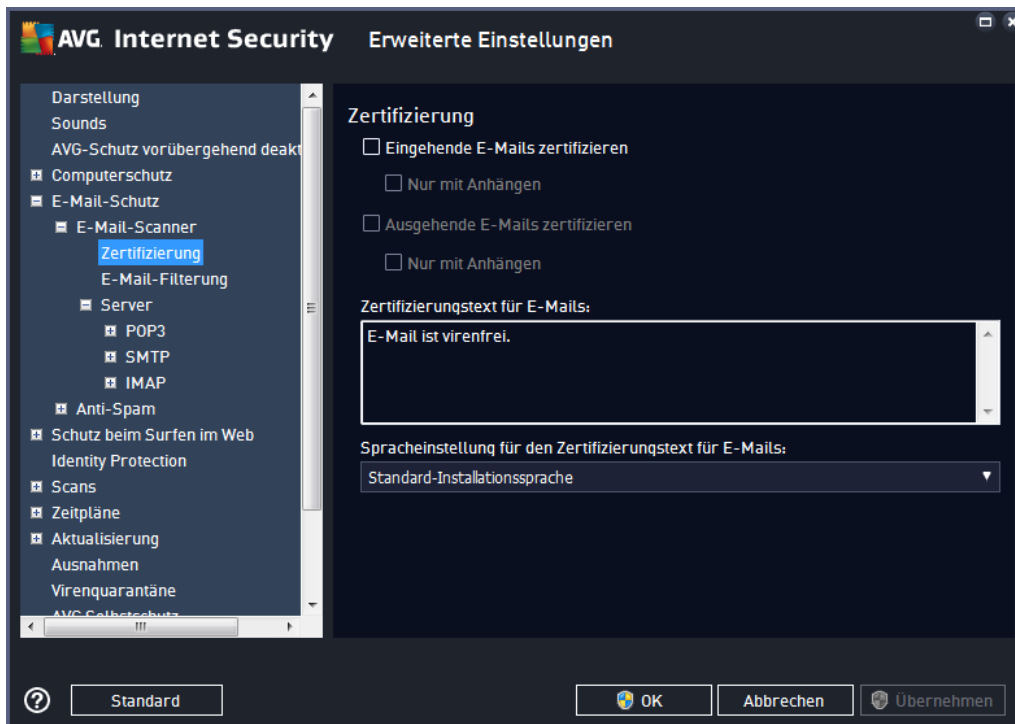 AVG. Internet Security Erweiterte Einstellungen
Darstellung
Sounds
AVG-Schutz vorübergehend deakt
Computerschutz
E-Mail-Schutz
E-Mail-Scanner
Zertifizierung
E-Mail-Filterung
Server
POP3
SMTP
IMAP
Anti-Spam
Schutz beim Surfen im Web
Identity Protection
Scans
Zeitpläne
Aktualisierung
Ausnahmen
Virenquarantäne
AVG Selbstschutz
Zertifizierung
Eingehende E-Mails zertifizieren
Nur mit Anhängen
Ausgehende E-Mails zertifizieren
Nur mit Anhängen
Zertifizierungstext für E-Mails:
E-Mail ist virenfrei.
Spracheinstellung für den Zertifizierungstext für E-Mails:
Standard-Installationssprache
? Standard OK Abbrechen Übernehmen